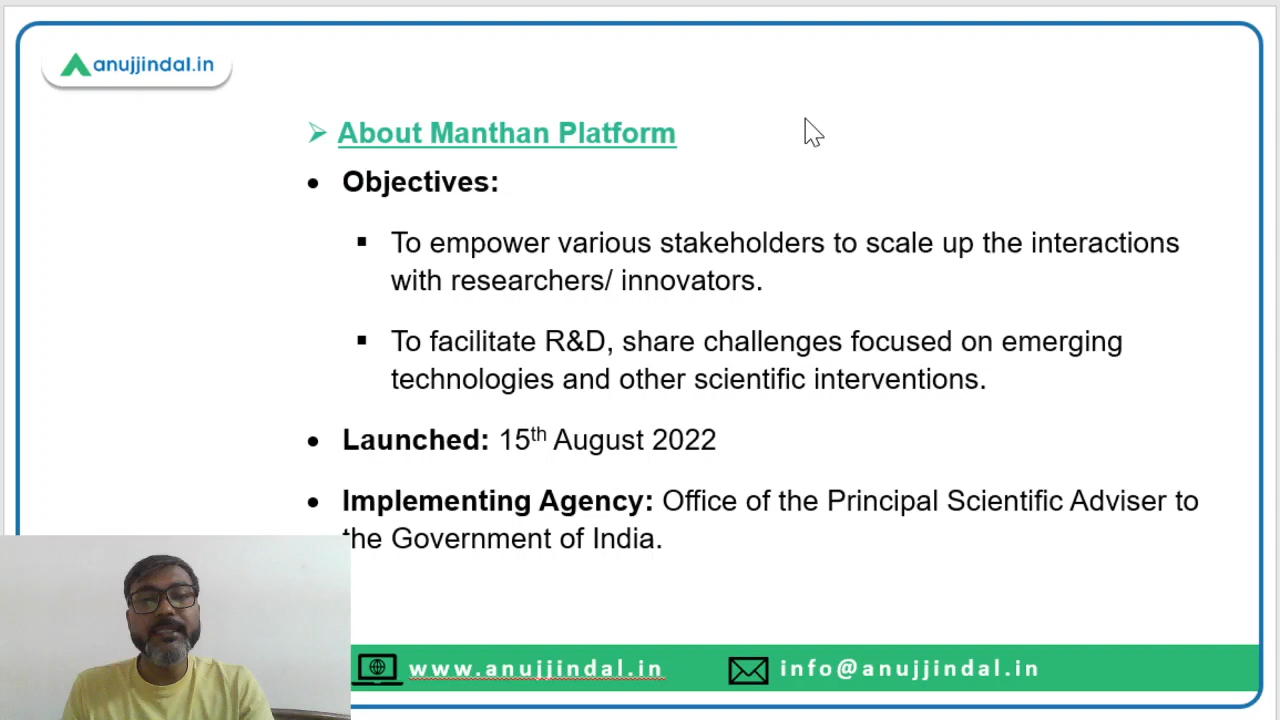 anujjindal.in
➢ About Manthan Platform
• Objectives:
▪ To empower various stakeholders to scale up the interactions
with researchers/ innovators.
▪ To facilitate R&D, share challenges focused on emerging
technologies and other scientific interventions.
• Launched: 15th August 2022
• Implementing Agency: Office of the Principal Scientific Adviser to
the Government of India.
www.anujjindal.in info@anujjindal.in